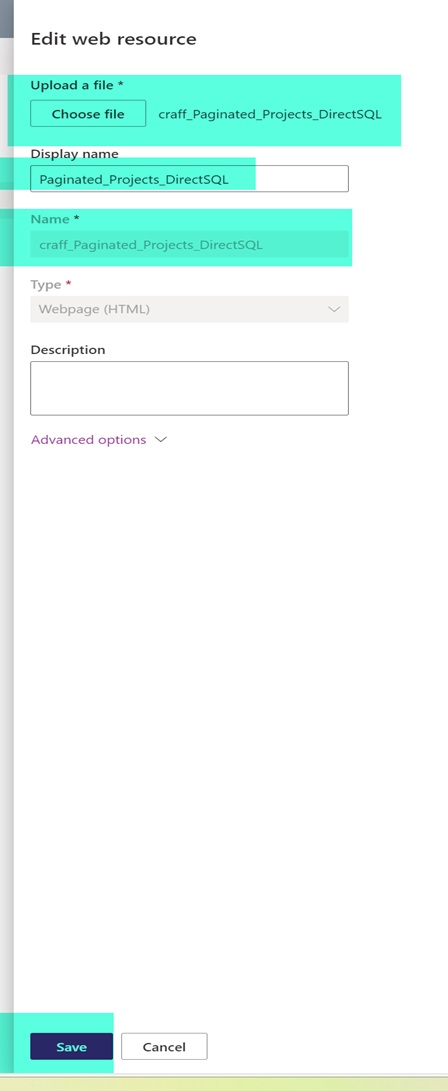 Edit web resource
Upload a file *
Choose file craff_Paginated_Projects_DirectSQL
Display name
Paginated_Projects_DirectSQL
Name *
craff_Paginated_Projects_DirectSQL
Type *
Webpage (HTML)
Description
Advanced options
Save Cancel